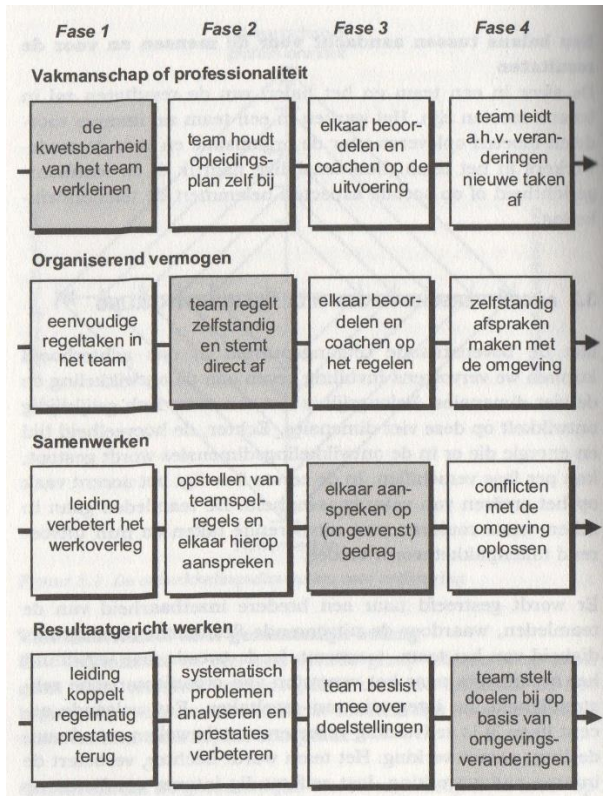 Fase 1 Fase 2 Fase 3 Fase 4
Vakmanschap of professionaliteit
de
kwetsbaarheid
van het team
verkleinen
team houdt
opleidings-
plan zelf bij
elkaar beoor-
delen en
coachen op de
uitvoering
team leidt
a.h.v. veran-
deringen
nieuwe taken
af
Organiserend vermogen
eenvoudige
regeltaken in
het team
team regelt
zelfstandig
en stemt
direct af
elkaar beoor-
delen en
coachen op
het regelen
zelfstandig
afspraken
maken met
de omgeving
Samenwerken
leiding
verbetert het
werkoverleg
opstellen van
teamspel-
regels en
elkaar hierop
aanspreken
elkaar aan-
spreken op
(ongewenst)
gedrag
conflicten
met de
omgeving
oplossen
Resultaatgericht werken
leiding
koppelt
regelmatig
prestaties
terug
systematisch
problemen
analyseren en
prestaties
verbeteren
team beslist
mee over
doelstellingen
team stelt
doelen bij op
basis van
omgevings-
veranderingen